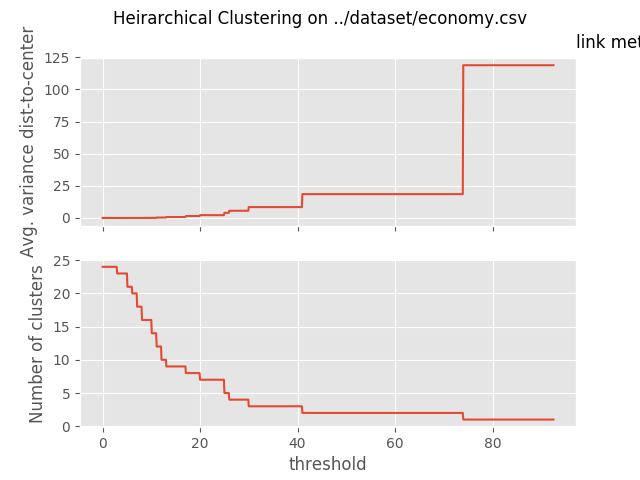 Heirarchical Clustering on ../dataset/economy.csv
link met
Avg. variance dist-to-center
125
100
75
50
25
0
Number of clusters
25
20
15
10
5
0
0 20 40 60 80
threshold